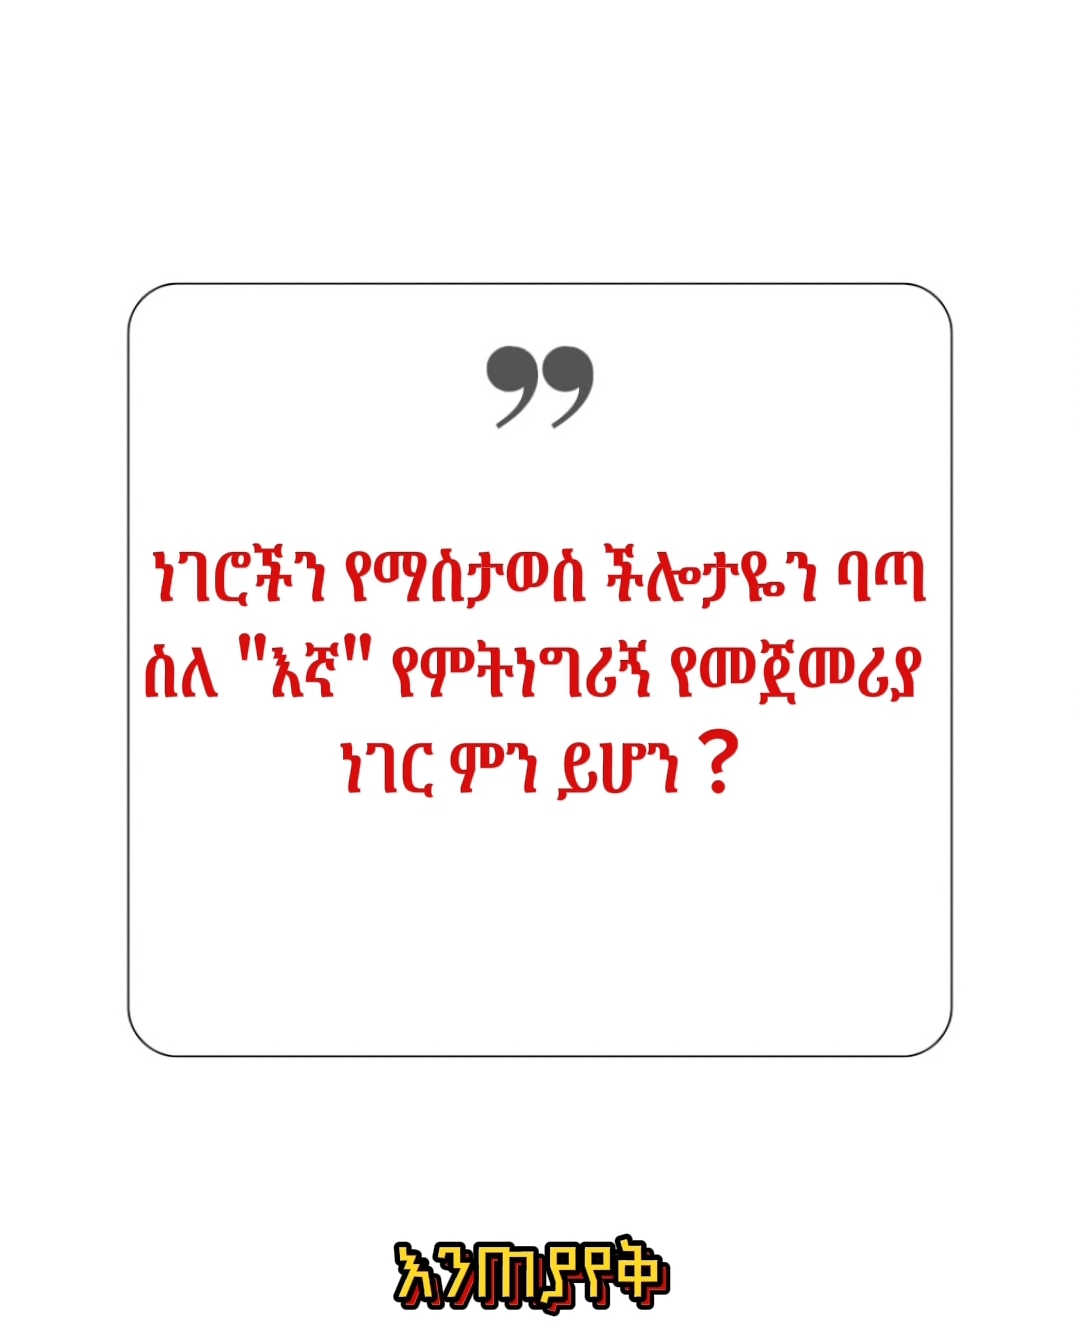 "
ነገሮችን የማስታወስ ችሎታዬን ባጣ
ስለ "እኛ" የምትነግሪኝ የመጀመሪያ
ነገር ምን ይሆን ?
እንጠያየቅ